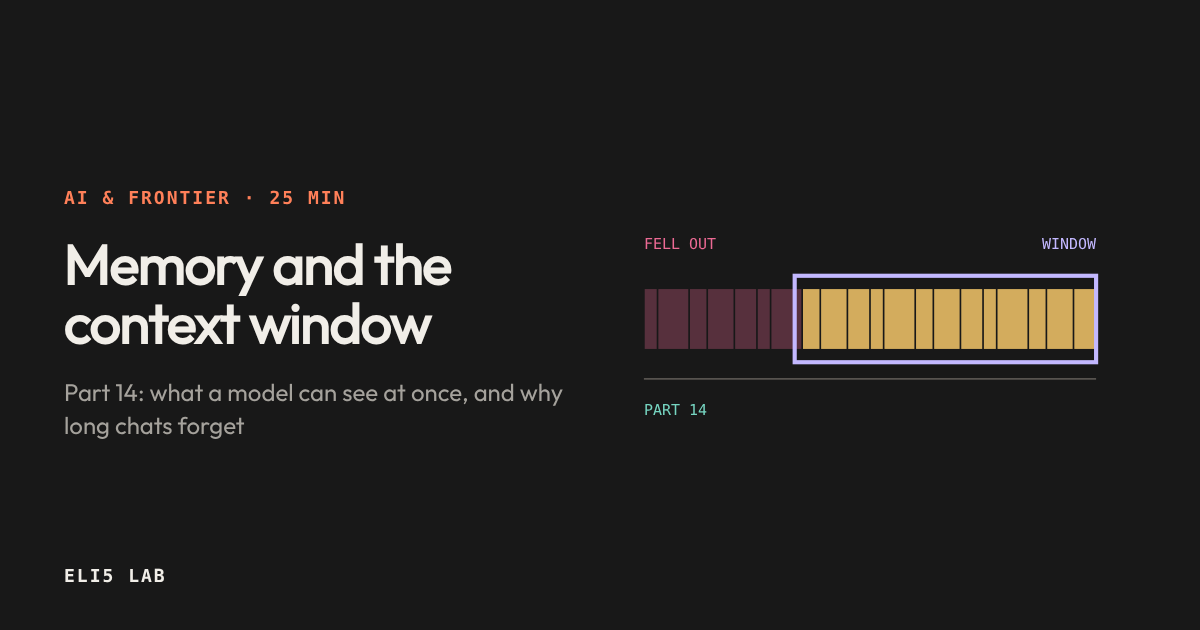 AI & FRONTIER · 25 MIN
Memory and the
context window
Part 14: what a model can see at once, and why
long chats forget
FELL OUT
WINDOW
PART 14
ELI5 LAB